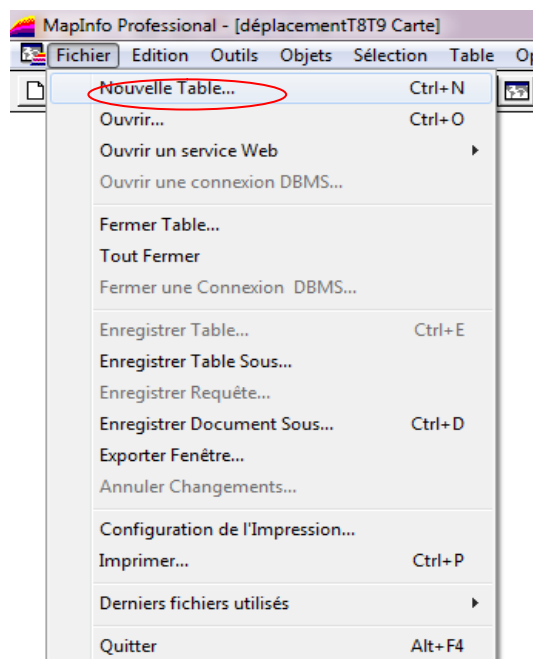 MapInfo Professional - [déplacementT8T9 Carte]
Fichier Edition Outils Objets Sélection Table
Nouvelle Table... Ctrl+N
Ouvrir... Ctrl+O
Ouvrir un service Web
Ouvrir une connexion DBMS...
Fermer Table...
Tout Fermer
Fermer une Connexion DBMS...
Enregistrer Table... Ctrl+E
Enregistrer Table Sous...
Enregistrer Requête...
Enregistrer Document Sous... Ctrl+D
Exporter Fenêtre...
Annuler Changements...
Configuration de l'Impression...
Imprimer... Ctrl+P
Derniers fichiers utilisés
Quitter Alt+F4